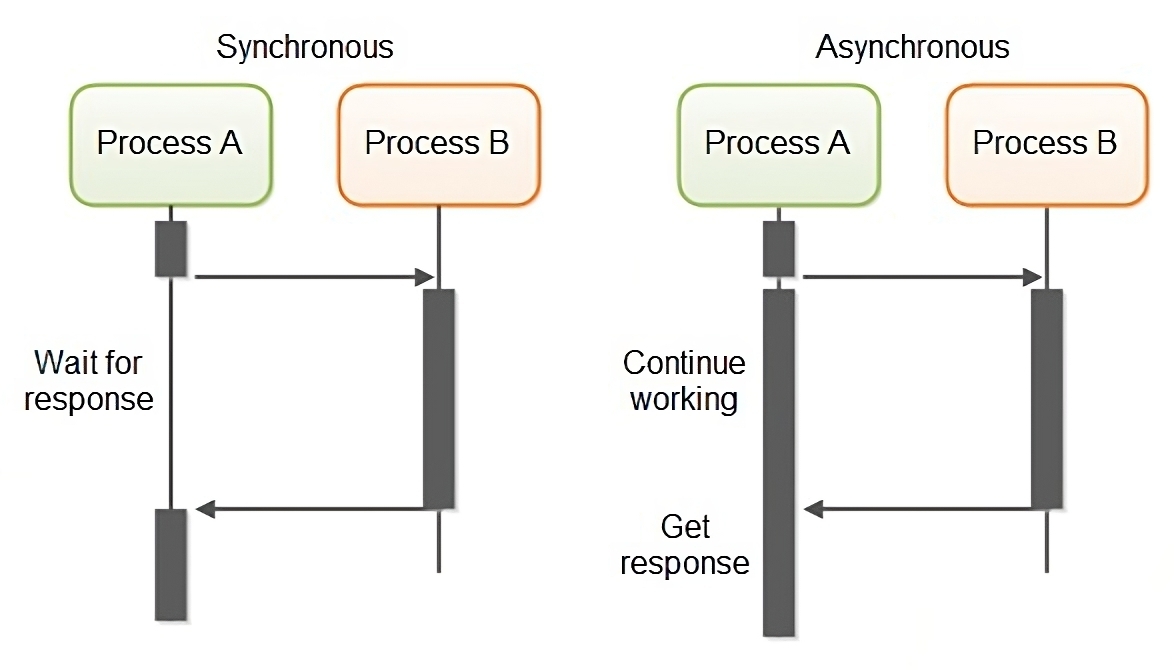 Synchronous
Asynchronous
Process A
Process B
Process A
Process B
Wait for
response
Continue
working
Get
response